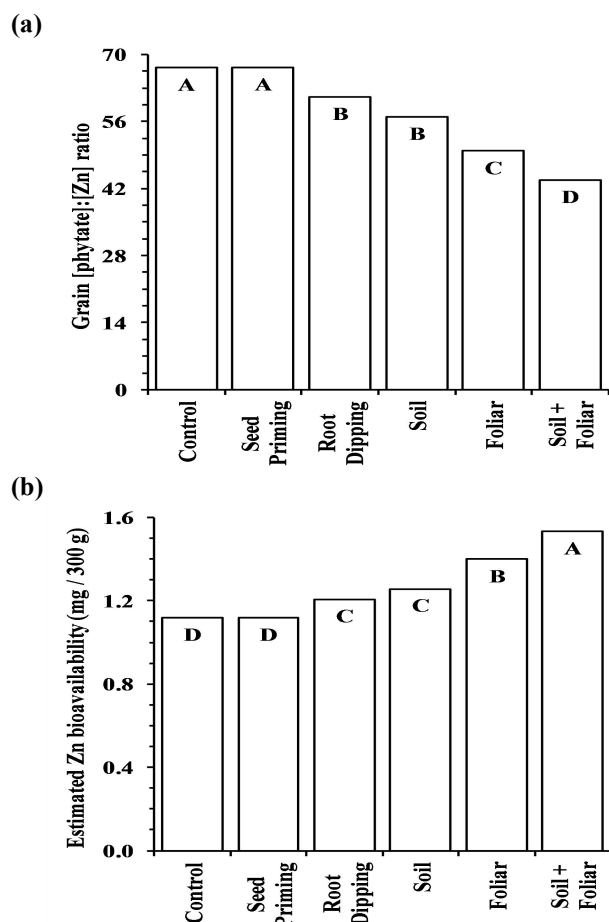 (a)
Grain [phytate]:[Zn] ratio
70
56
42
28
14
0
A
A
B
B
C
D
Control
Seed
Priming
Root
Dipping
Soil
Foliar
Soil +
Foliar
(b)
Estimated Zn bioavailability (mg / 300 g)
1.6
1.2
0.8
0.4
0.0
D
D
C
C
B
A
Control
Seed
Priming
Root
Dipping
Soil
Foliar
Soil +
Foliar